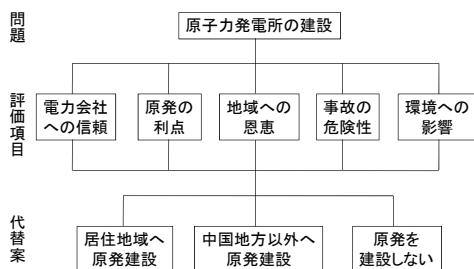 問題
原子力発電所の建設
評価項目
電力会社
への信頼
原発の
利点
地域への
恩恵
事故の
危険性
環境への
影響
代替案
居住地域へ
原発建設
中国地方以外へ
原発建設
原発を
建設しない